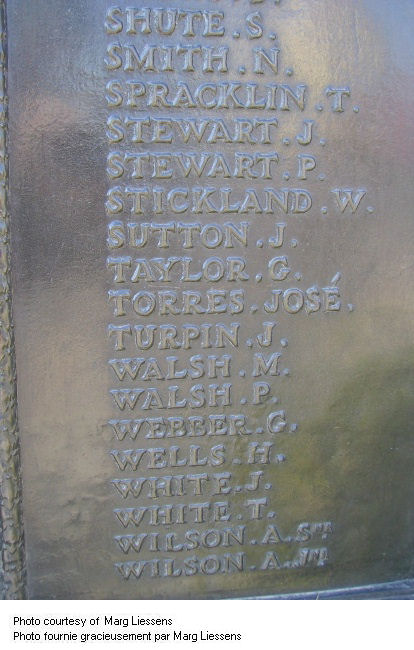 SHUTE. S.
SMITH. N.
SPRACKLIN. T.
STEWART. J.
STEWART. P.
STICKLAND. W.
SUTTON. J.
TAYLOR. G.
TORRES. JOSÉ.
TURPIN. J.
WALSH. M.
WALSH. P.
WEBBER. G.
WELLS. H.
WHITE. J.
WHITE. T.
WILSON. A. Sᴿ
WILSON. A. Jᴿ
Photo courtesy of Marg Liessens
Photo fournie gracieusement par Marg Liessens